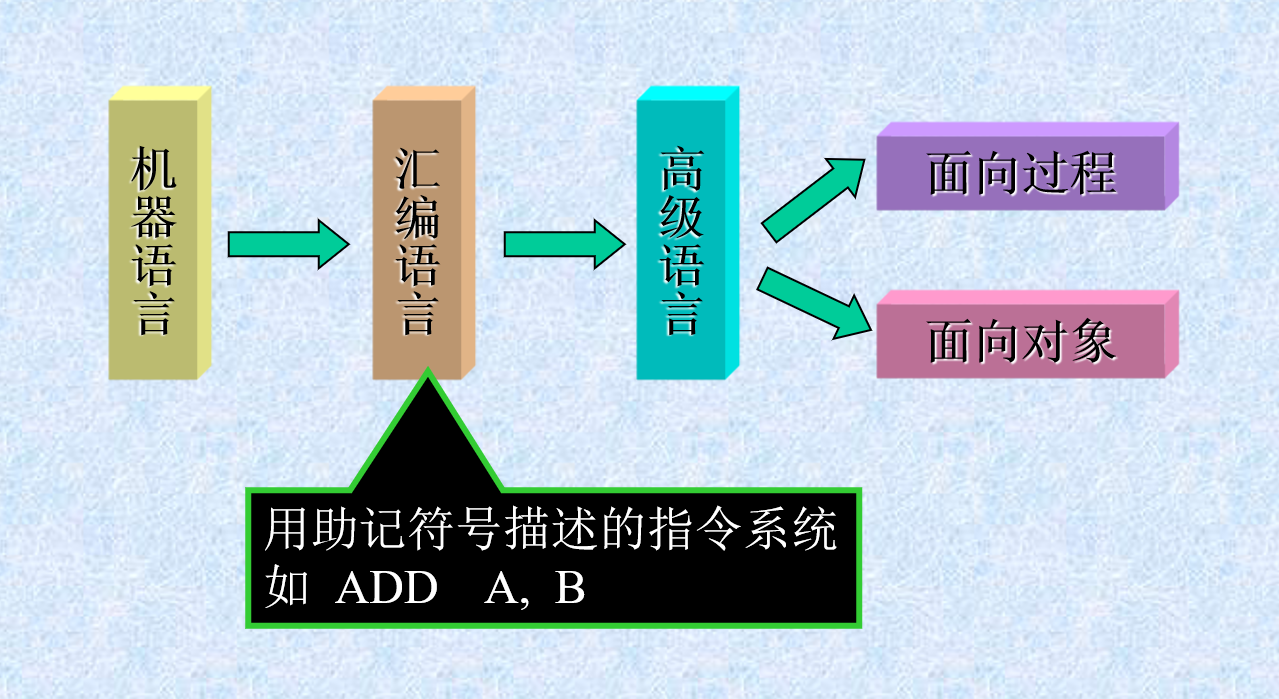 机器语言
汇编语言
高级语言
面向过程
面向对象
用助记符号描述的指令系统
如 ADD A, B